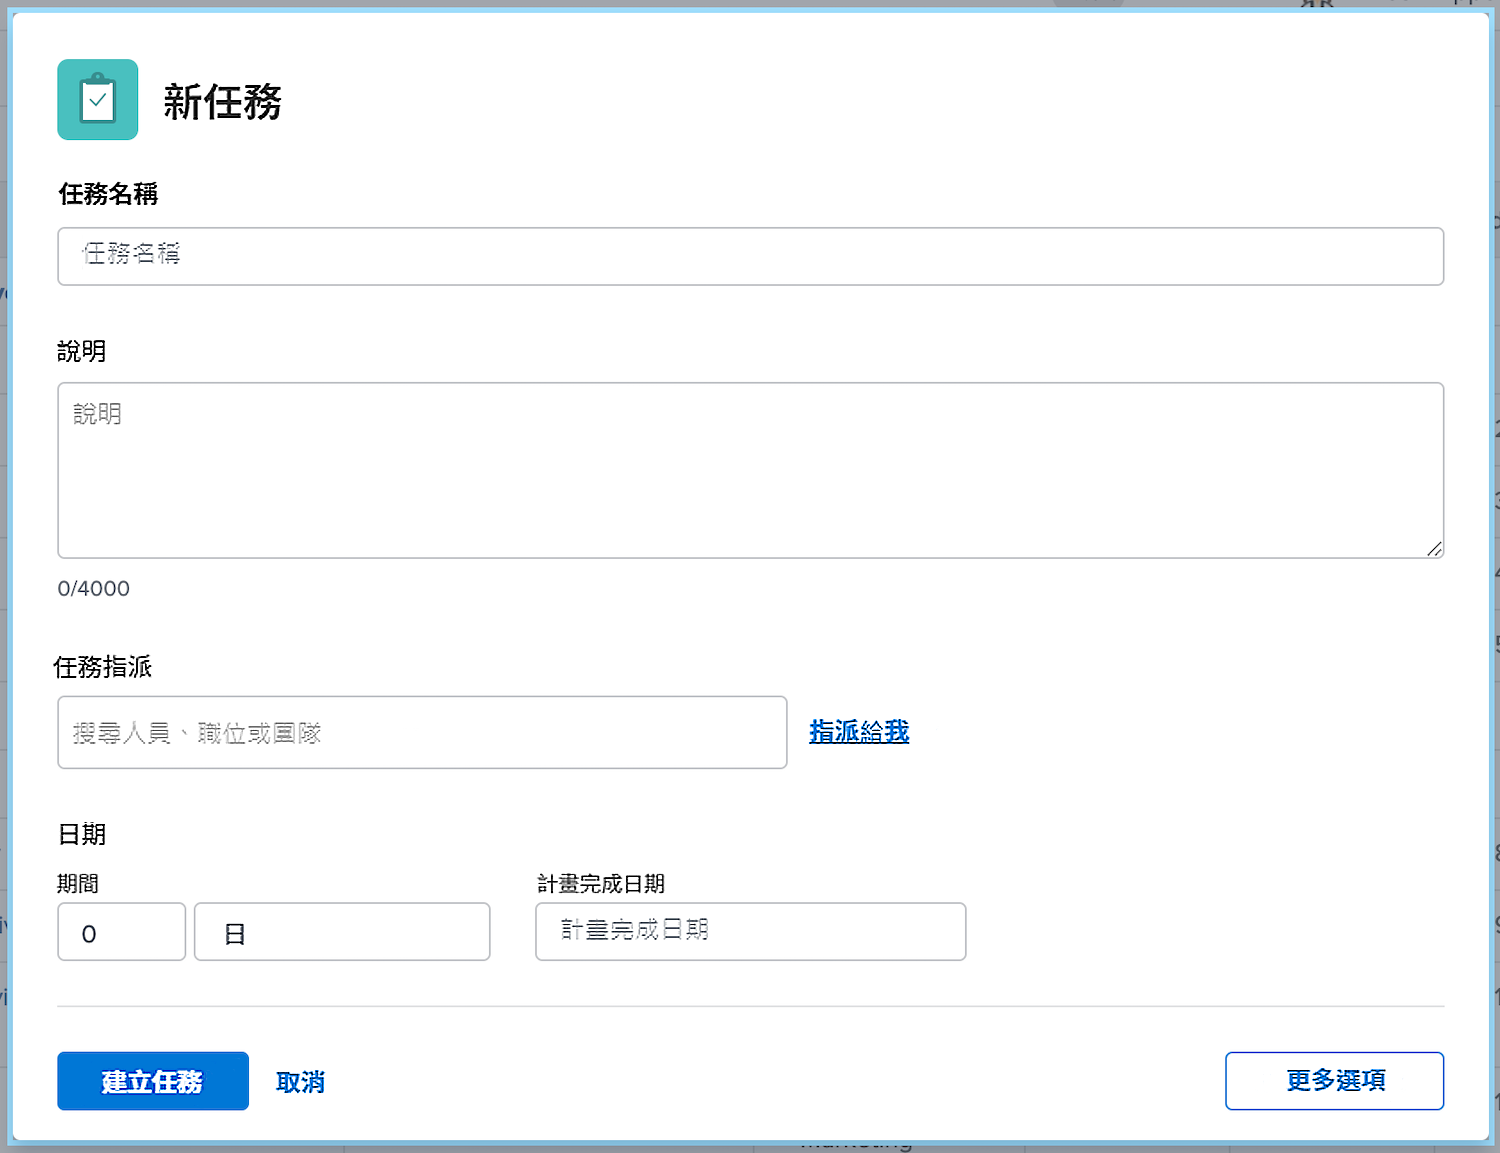 新任務
任務名稱
任務名稱
說明
說明
0/4000
任務指派
搜尋人員、職位或團隊 指派給我
日期
期間 計畫完成日期
0 日 計畫完成日期
建立任務 取消 更多選項